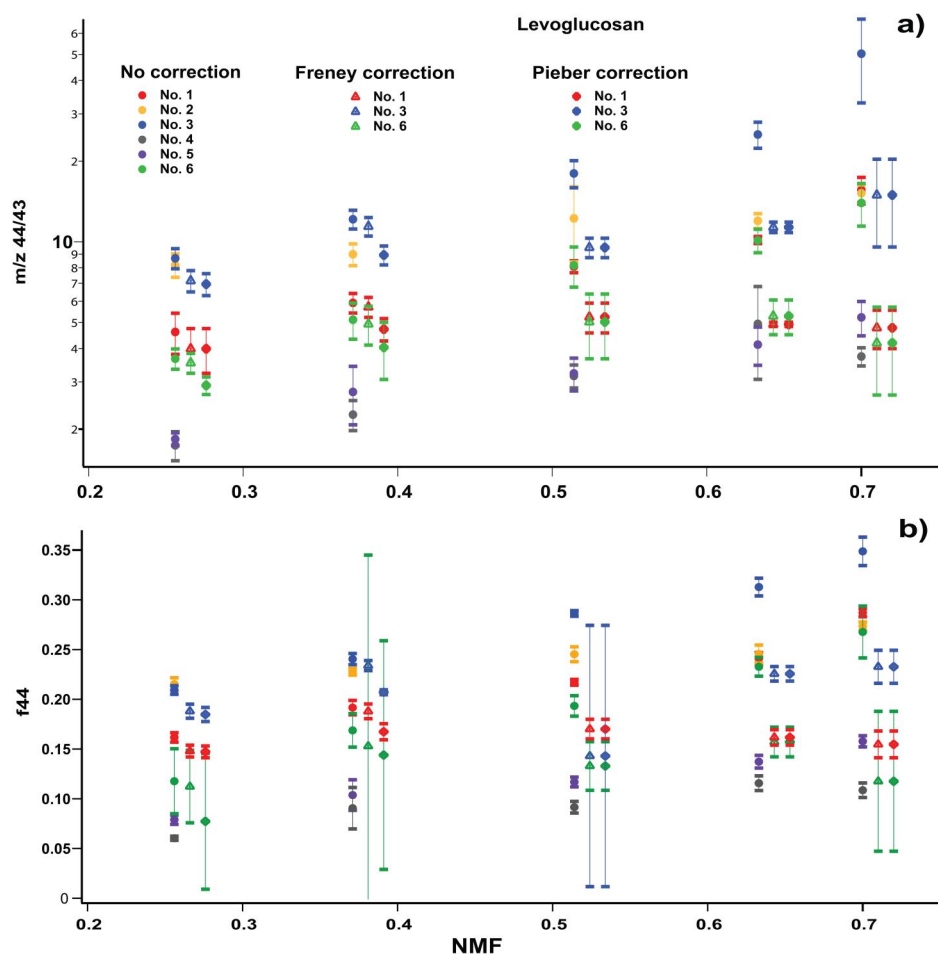 Levoglucosan
a)
No correction
No. 1
No. 2
No. 3
No. 4
No. 5
No. 6
Freney correction
No. 1
No. 3
No. 6
Pieber correction
No. 1
No. 3
No. 6
m/z 44/43
6
5
4
3
2
10
9
8
7
6
5
4
3
2
0.2 0.3 0.4 0.5 0.6 0.7
b)
f44
0.35
0.30
0.25
0.20
0.15
0.10
0.05
0
0.2 0.3 0.4 0.5 0.6 0.7
NMF